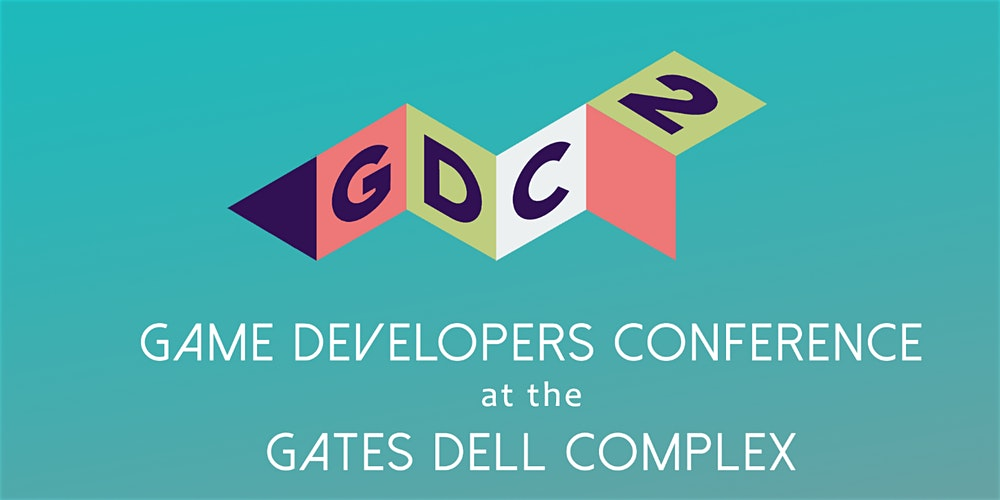 GDC2
GAME DEVELOPERS CONFERENCE
at the
GATES DELL COMPLEX